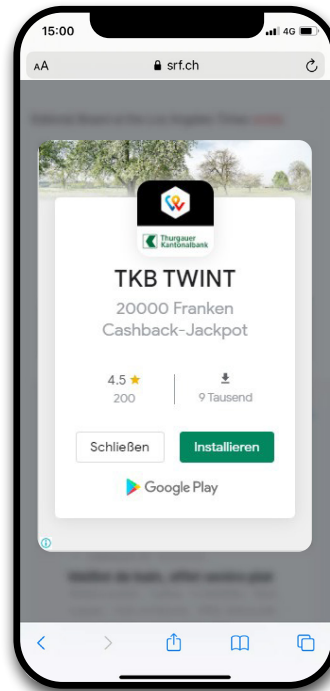 15:00
4G
AA
srf.ch
Thurgauer
Kantonalbank
TKB TWINT
20000 Franken
Cashback-Jackpot
4.5 ★
200
9 Tausend
Schließen
Installieren
Google Play